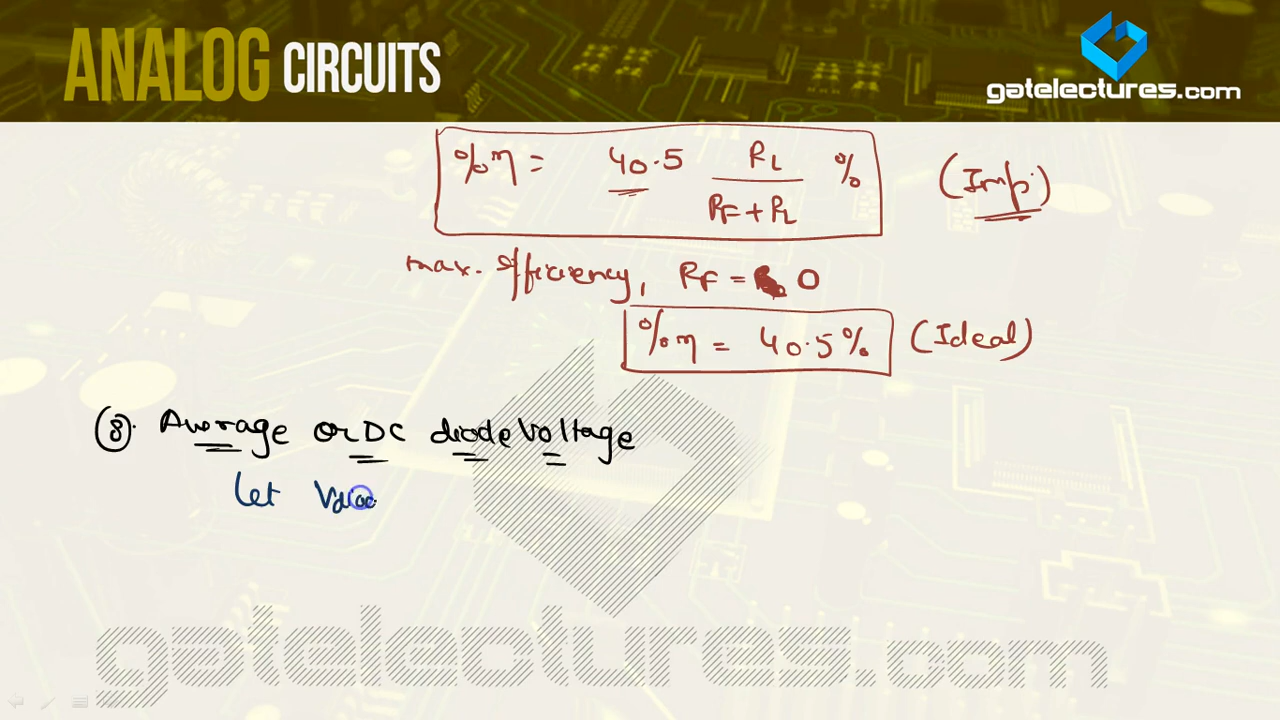 ANALOG CIRCUITS
gatelectures.com
%η = 40.5 RL / RF + RL % (Imp.)
max. efficiency, RF = 0
%η = 40.5% (Ideal)
(8). Average or DC diode Voltage
Let
gatelectures.com